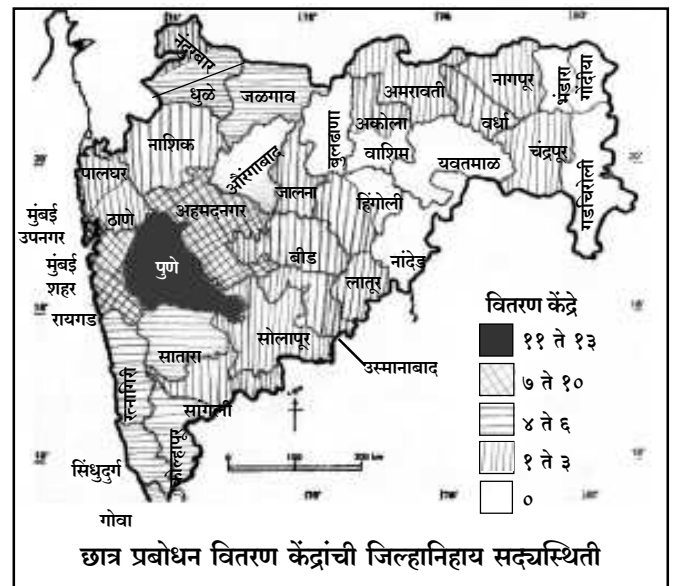 नंदुरबार
धुळे
जळगाव
बुलढाणा
अकोला
अमरावती
नागपूर
भंडारा
गोंदीया
वर्धा
वाशिम
यवतमाळ
चंद्रपूर
गडचिरोली
नाशिक
औरंगाबाद
जालना
हिंगोली
पालघर
ठाणे
अहमदनगर
मुंबई
उपनगर
मुंबई
शहर
पुणे
बीड
नांदेड
लातूर
रायगड
सातारा
सोलापूर
उस्मानाबाद
रत्नागिरी
सांगली
कोल्हापूर
सिंधुदुर्ग
गोवा
वितरण केंद्रे
११ ते १३
७ ते १०
४ ते ६
१ ते ३
०
छात्र प्रबोधन वितरण केंद्रांची जिल्हानिहाय सद्यस्थिती